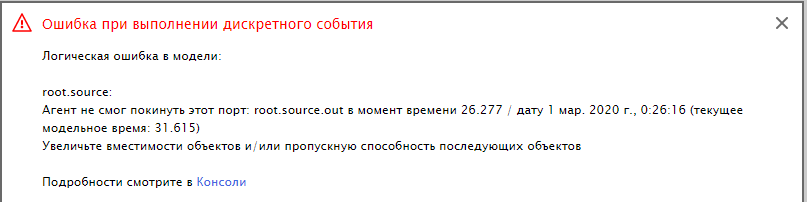 Ошибка при выполнении дискретного события
Логическая ошибка в модели:
root.source:
Агент не смог покинуть этот порт: root.source.out в момент времени 26.277 / дату 1 мар. 2020 г., 0:26:16 (текущее
модельное время: 31.615)
Увеличьте вместимости объектов и/или пропускную способность последующих объектов
Подробности смотрите в Консоли